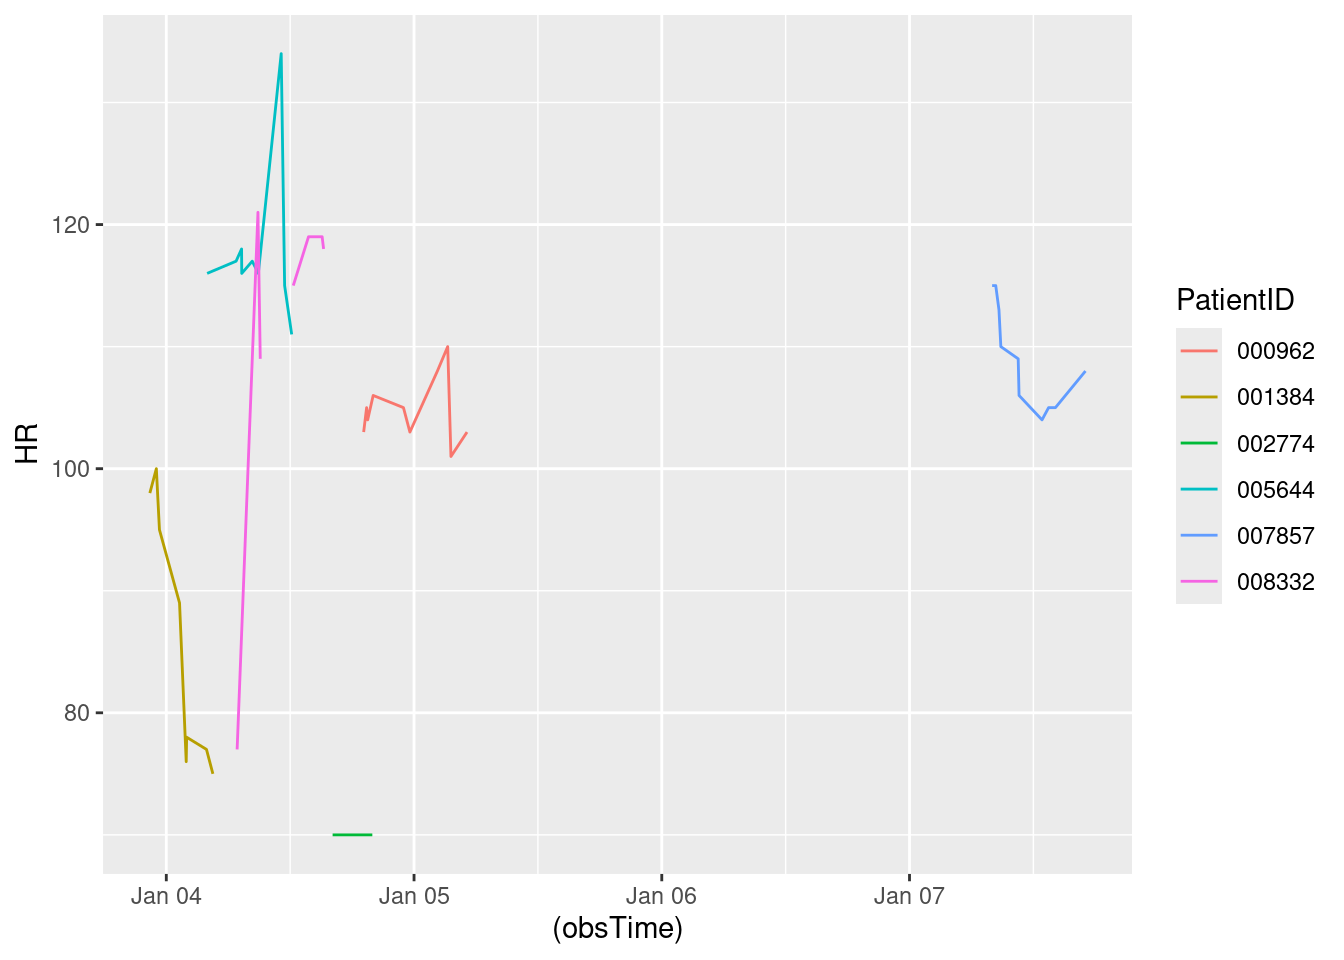 HR
120
100
80
Jan 04
Jan 05
Jan 06
Jan 07
(obsTime)
PatientID
000962
001384
002774
005644
007857
008332